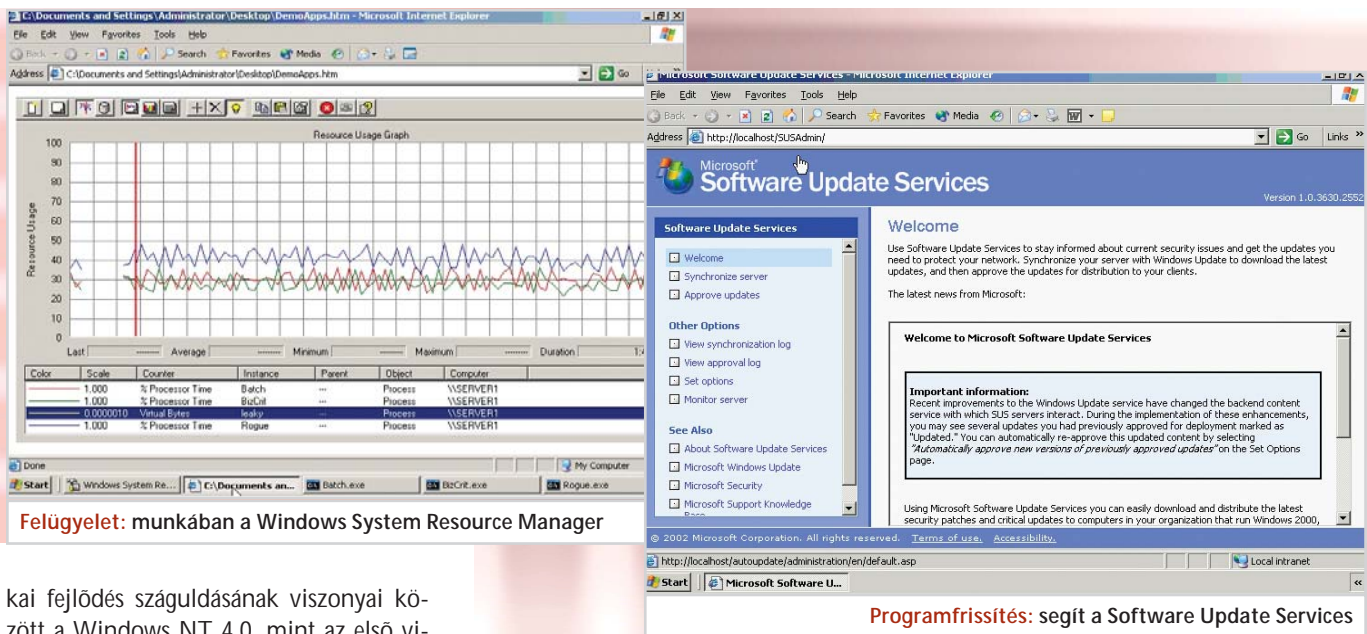 C:\Documents and Settings\Administrator\Desktop\DemoApps.htm - Microsoft Internet Explorer
File Edit View Favorites Tools Help
Back Search Favorites Media
Address C:\Documents and Settings\Administrator\Desktop\DemoApps.htm Go
Resource Usage Graph
Resource Usage
100
90
80
70
60
50
40
30
20
10
0
Last -------- Average -------- Minimum -------- Maximum -------- Duration
Color Scale Counter Instance Parent Object Computer
1.000 % Processor Time Batch --- Process \\SERVER1
1.000 % Processor Time BizCrit --- Process \\SERVER1
0.0000010 Virtual Bytes leaky --- Process \\SERVER1
1.000 % Processor Time Rogue --- Process \\SERVER1
Done My Computer
Start Windows System Re... C:\Documents an... Batch.exe BizCrit.exe Rogue.exe
Felügyelet: munkában a Windows System Resource Manager
kai fejlõdés száguldásának viszonyai kö-
zött a Windows NT 4.0, mint az elsõ vi-
Microsoft Software Update Services - Microsoft Internet Explorer
File Edit View Favorites Tools Help
Back Search Favorites Media
Address http://localhost/SUSAdmin/ Go Links »
Microsoft
Software Update Services
Version 1.0.3630.2552
Software Update Services
Welcome
Synchronize server
Approve updates
Other Options
View synchronization log
View approval log
Set options
Monitor server
See Also
About Software Update Services
Microsoft Windows Update
Microsoft Security
Microsoft Support Knowledge
Welcome
Use Software Update Services to stay informed about current security issues and get the updates you
need to protect your network. Synchronize your server with Windows Update to download the latest
updates, and then approve the updates for distribution to your clients.
The latest news from Microsoft:
Welcome to Microsoft Software Update Services
Important information:
Recent improvements to the Windows Update service have changed the backend content
service with which SUS servers interact. During the implementation of these enhancements,
you may see several updates you had previously approved for deployment marked as
"Updated." You can automatically re-approve this updated content by selecting
"Automatically approve new versions of previously approved updates" on the Set Options
page.
Using Microsoft Software Update Services you can easily download and distribute the latest
security patches and critical updates to computers in your organization that run Windows 2000,
© 2002 Microsoft Corporation. All rights reserved. Terms of use. Accessibility.
http://localhost/autoupdate/administration/en/default.asp Local intranet
Start Microsoft Software U... «
Programfrissítés: segít a Software Update Services